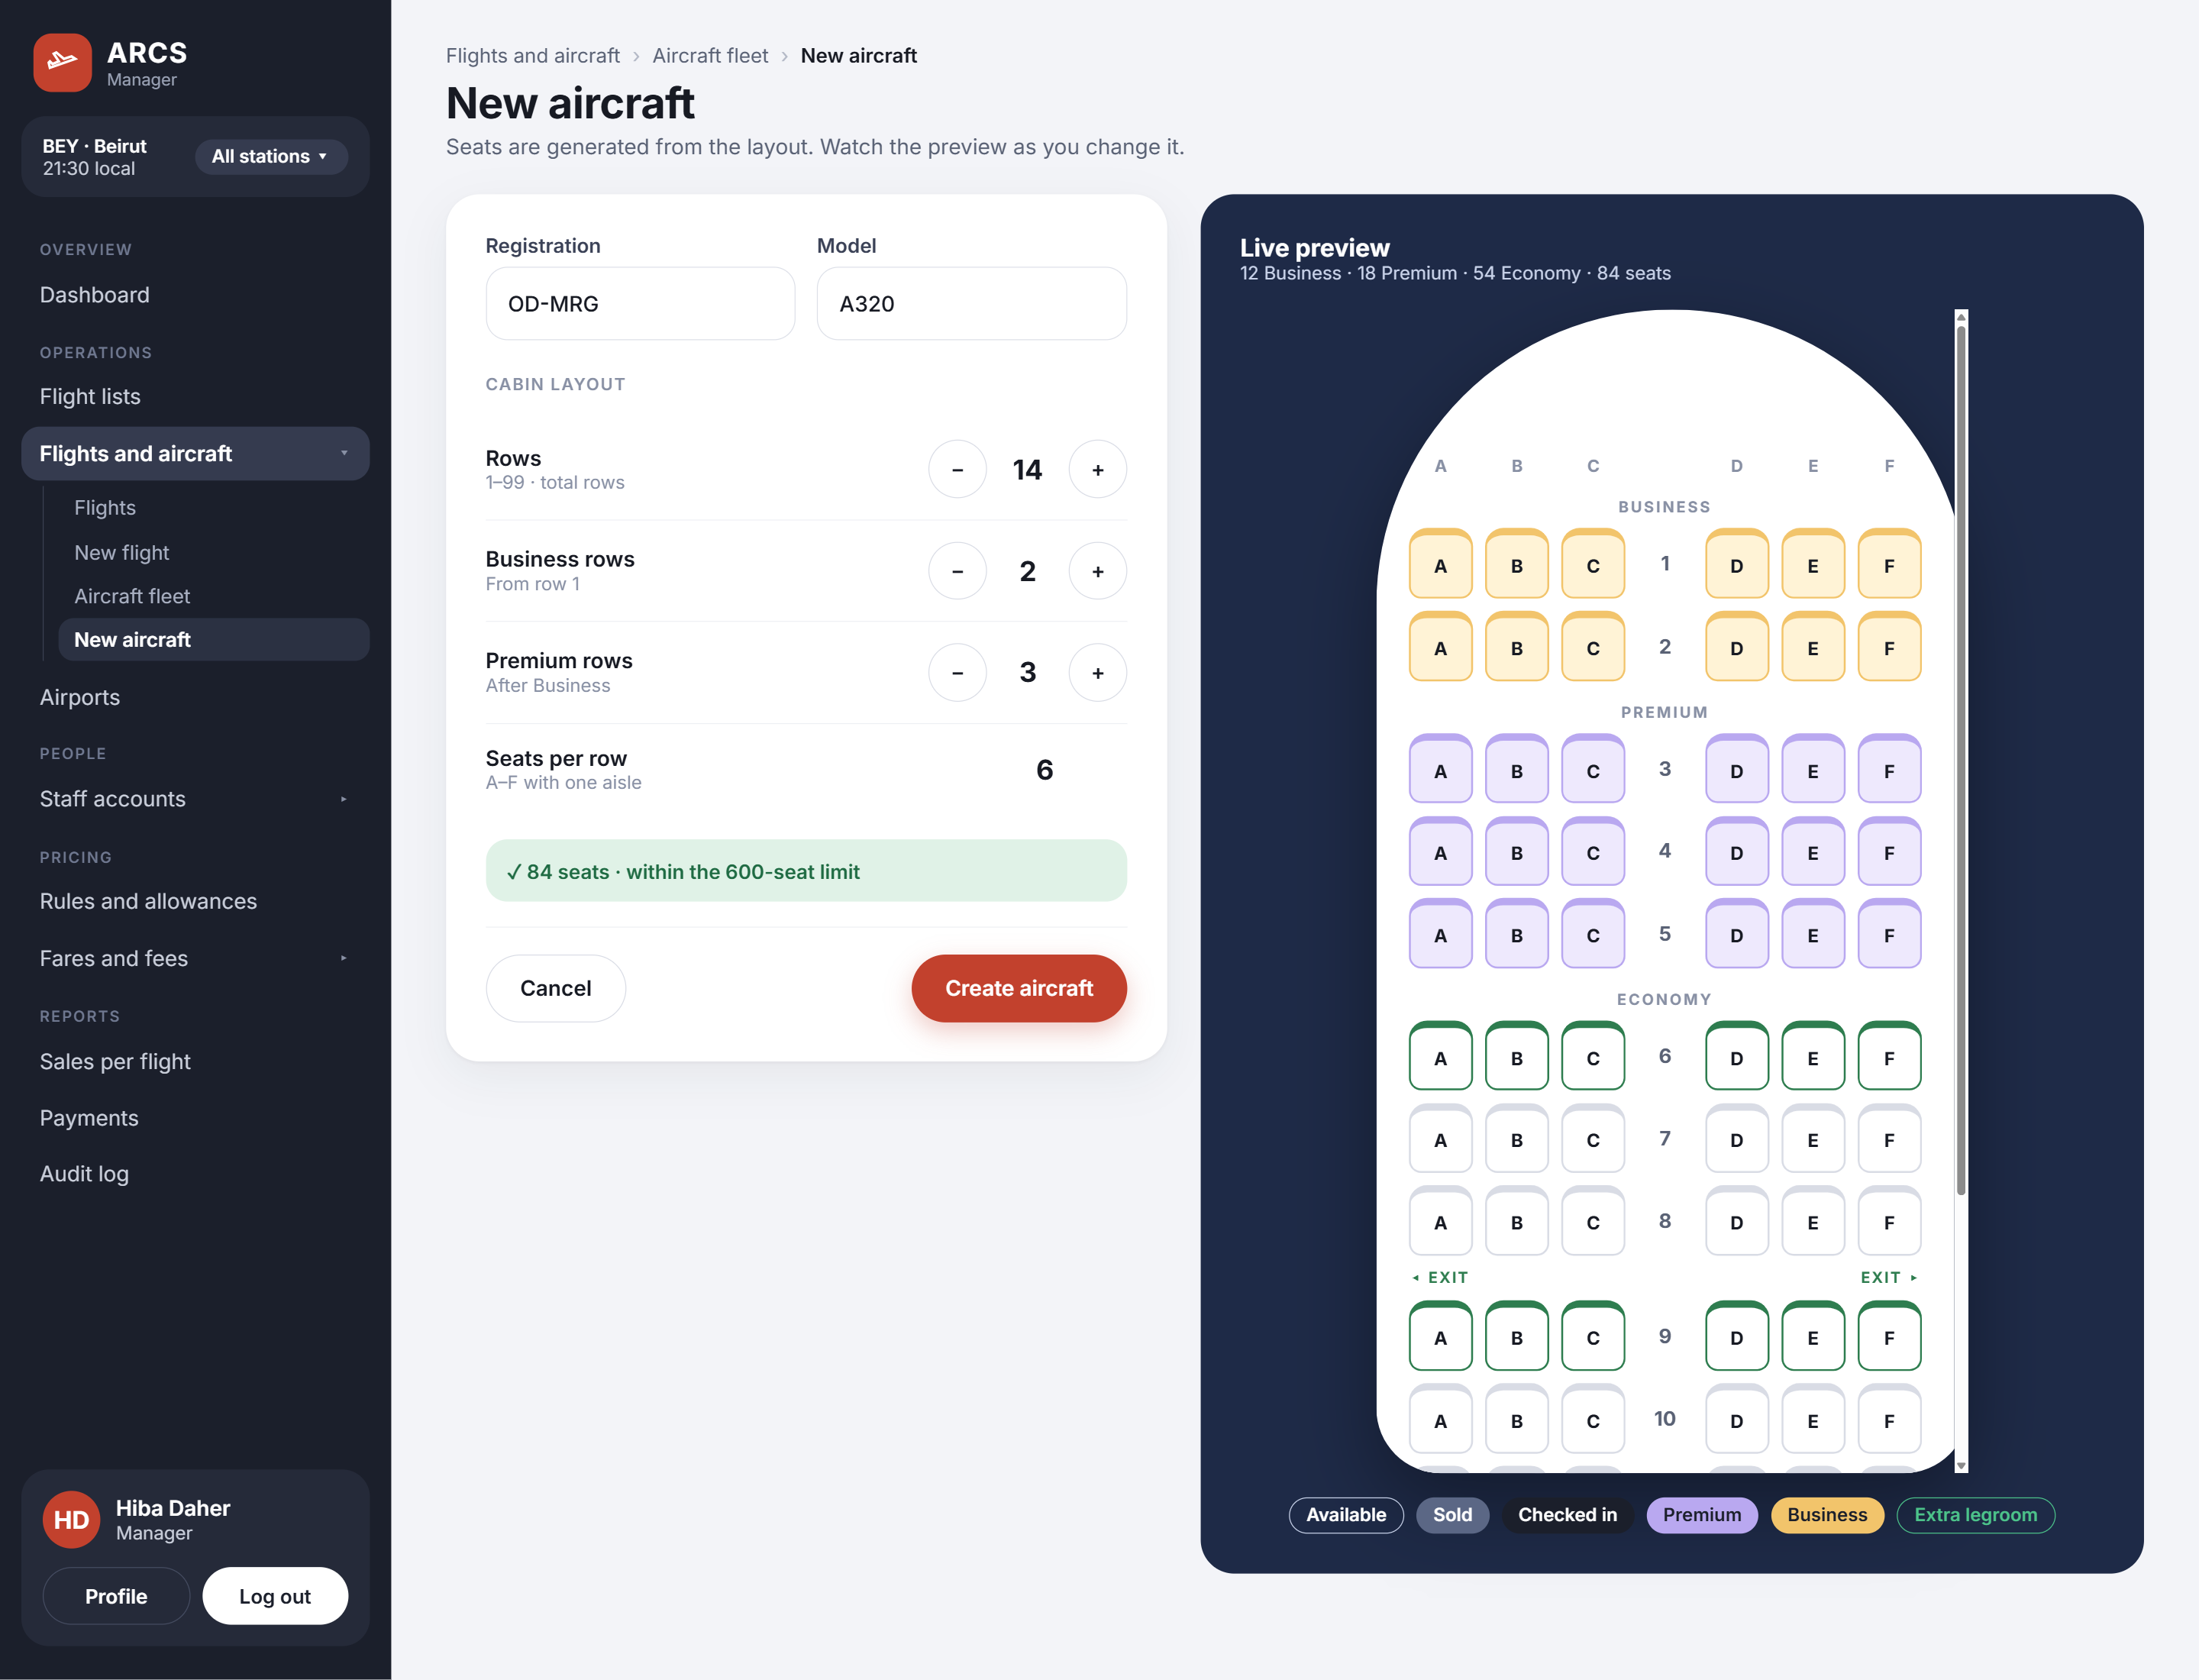 ARCS
Manager
BEY · Beirut
21:30 local
All stations ▾
OVERVIEW
Dashboard
OPERATIONS
Flight lists
Flights and aircraft ▾
Flights
New flight
Aircraft fleet
New aircraft
Airports
PEOPLE
Staff accounts ▸
PRICING
Rules and allowances
Fares and fees ▸
REPORTS
Sales per flight
Payments
Audit log
HD
Hiba Daher
Manager
Profile
Log out
Flights and aircraft › Aircraft fleet › New aircraft
New aircraft
Seats are generated from the layout. Watch the preview as you change it.
Registration
OD-MRG
Model
A320
CABIN LAYOUT
Rows
1–99 · total rows
− 14 +
Business rows
From row 1
− 2 +
Premium rows
After Business
− 3 +
Seats per row
A–F with one aisle
6
✓ 84 seats · within the 600-seat limit
Cancel
Create aircraft
Live preview
12 Business · 18 Premium · 54 Economy · 84 seats
A B C D E F
BUSINESS
A B C 1 D E F
A B C 2 D E F
PREMIUM
A B C 3 D E F
A B C 4 D E F
A B C 5 D E F
ECONOMY
A B C 6 D E F
A B C 7 D E F
A B C 8 D E F
◂ EXIT EXIT ▸
A B C 9 D E F
A B C 10 D E F
Available Sold Checked in Premium Business Extra legroom